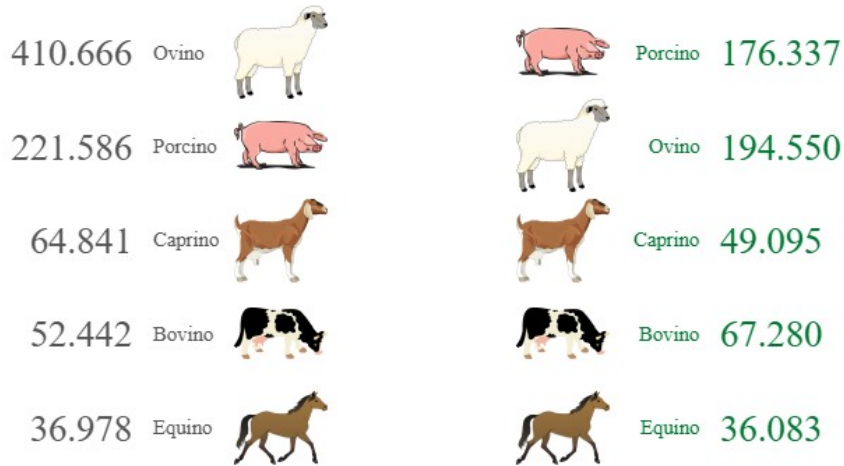 410.666 Ovino Porcino 176.337
221.586 Porcino Ovino 194.550
64.841 Caprino Caprino 49.095
52.442 Bovino Bovino 67.280
36.978 Equino Equino 36.083